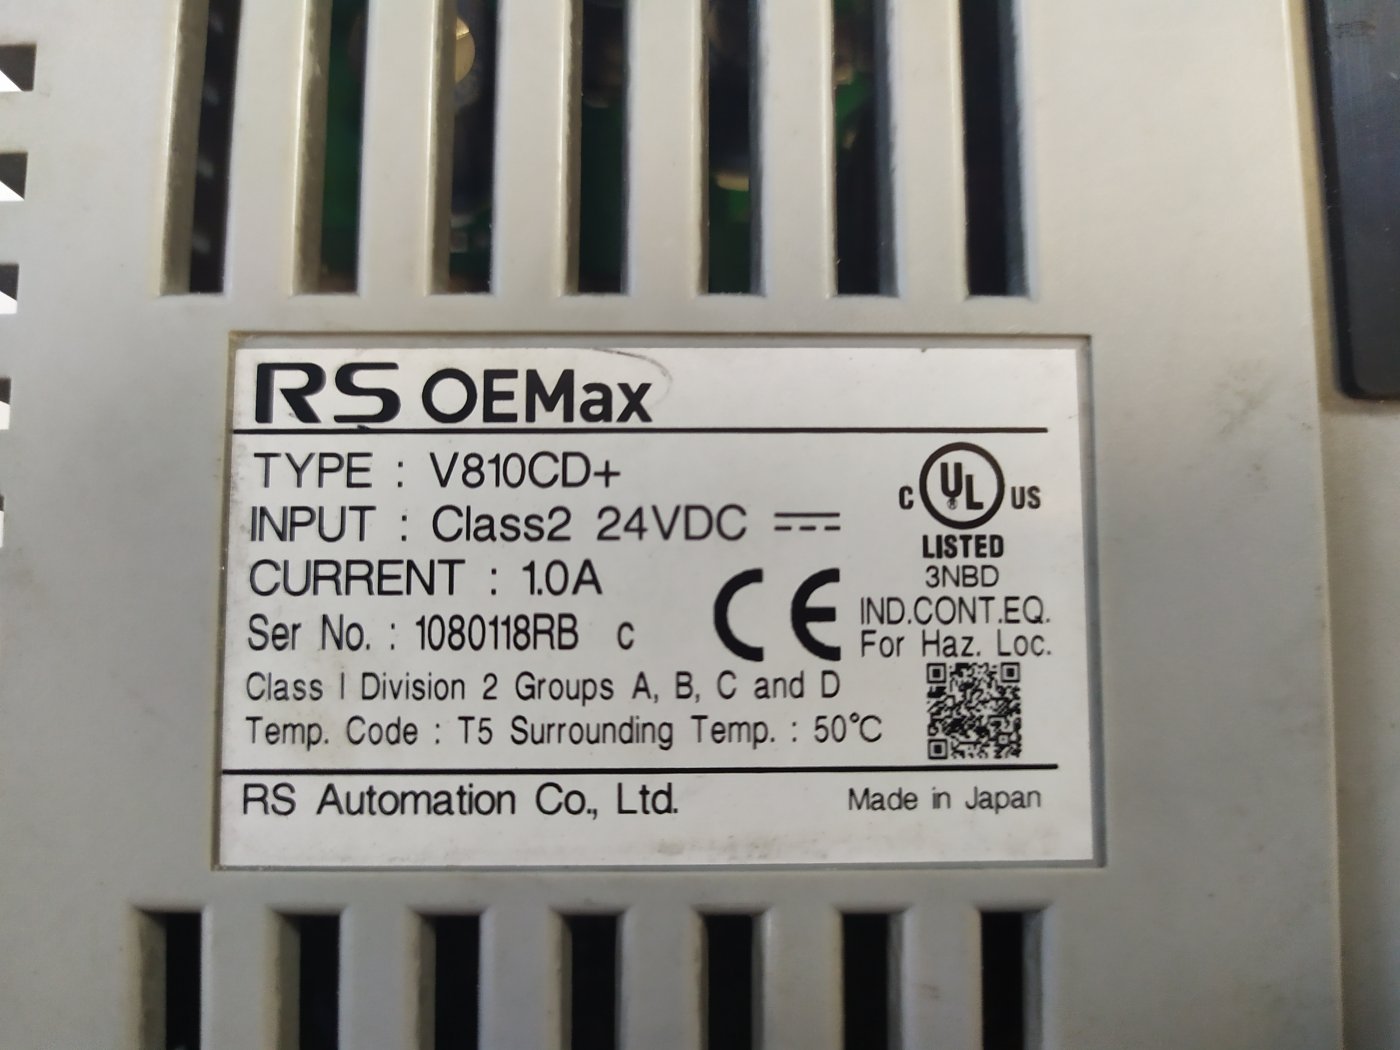 RS OEMax
TYPE : V810CD+
INPUT : Class2 24VDC
CURRENT : 1.0A
Ser No. : 1080118RB c
Class I Division 2 Groups A, B, C and D
Temp. Code : T5 Surrounding Temp. : 50°C
C UL US
®
LISTED
3NBD
CE
IND.CONT.EQ.
For Haz. Loc.
RS Automation Co., Ltd.
Made in Japan